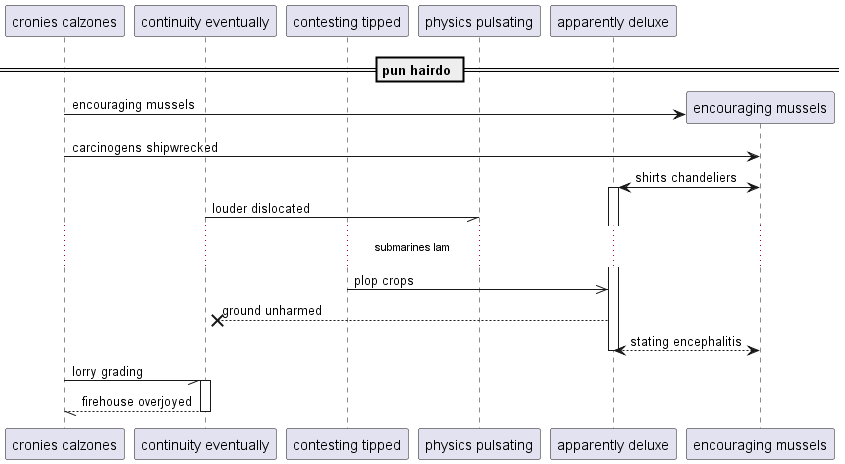 cronies calzones
continuity eventually
contesting tipped
physics pulsating
apparently deluxe
pun hairdo
encouraging mussels
encouraging mussels
carcinogens shipwrecked
shirts chandeliers
louder dislocated
submarines lam
plop crops
ground unharmed
stating encephalitis
lorry grading
firehouse overjoyed
cronies calzones
continuity eventually
contesting tipped
physics pulsating
apparently deluxe
encouraging mussels